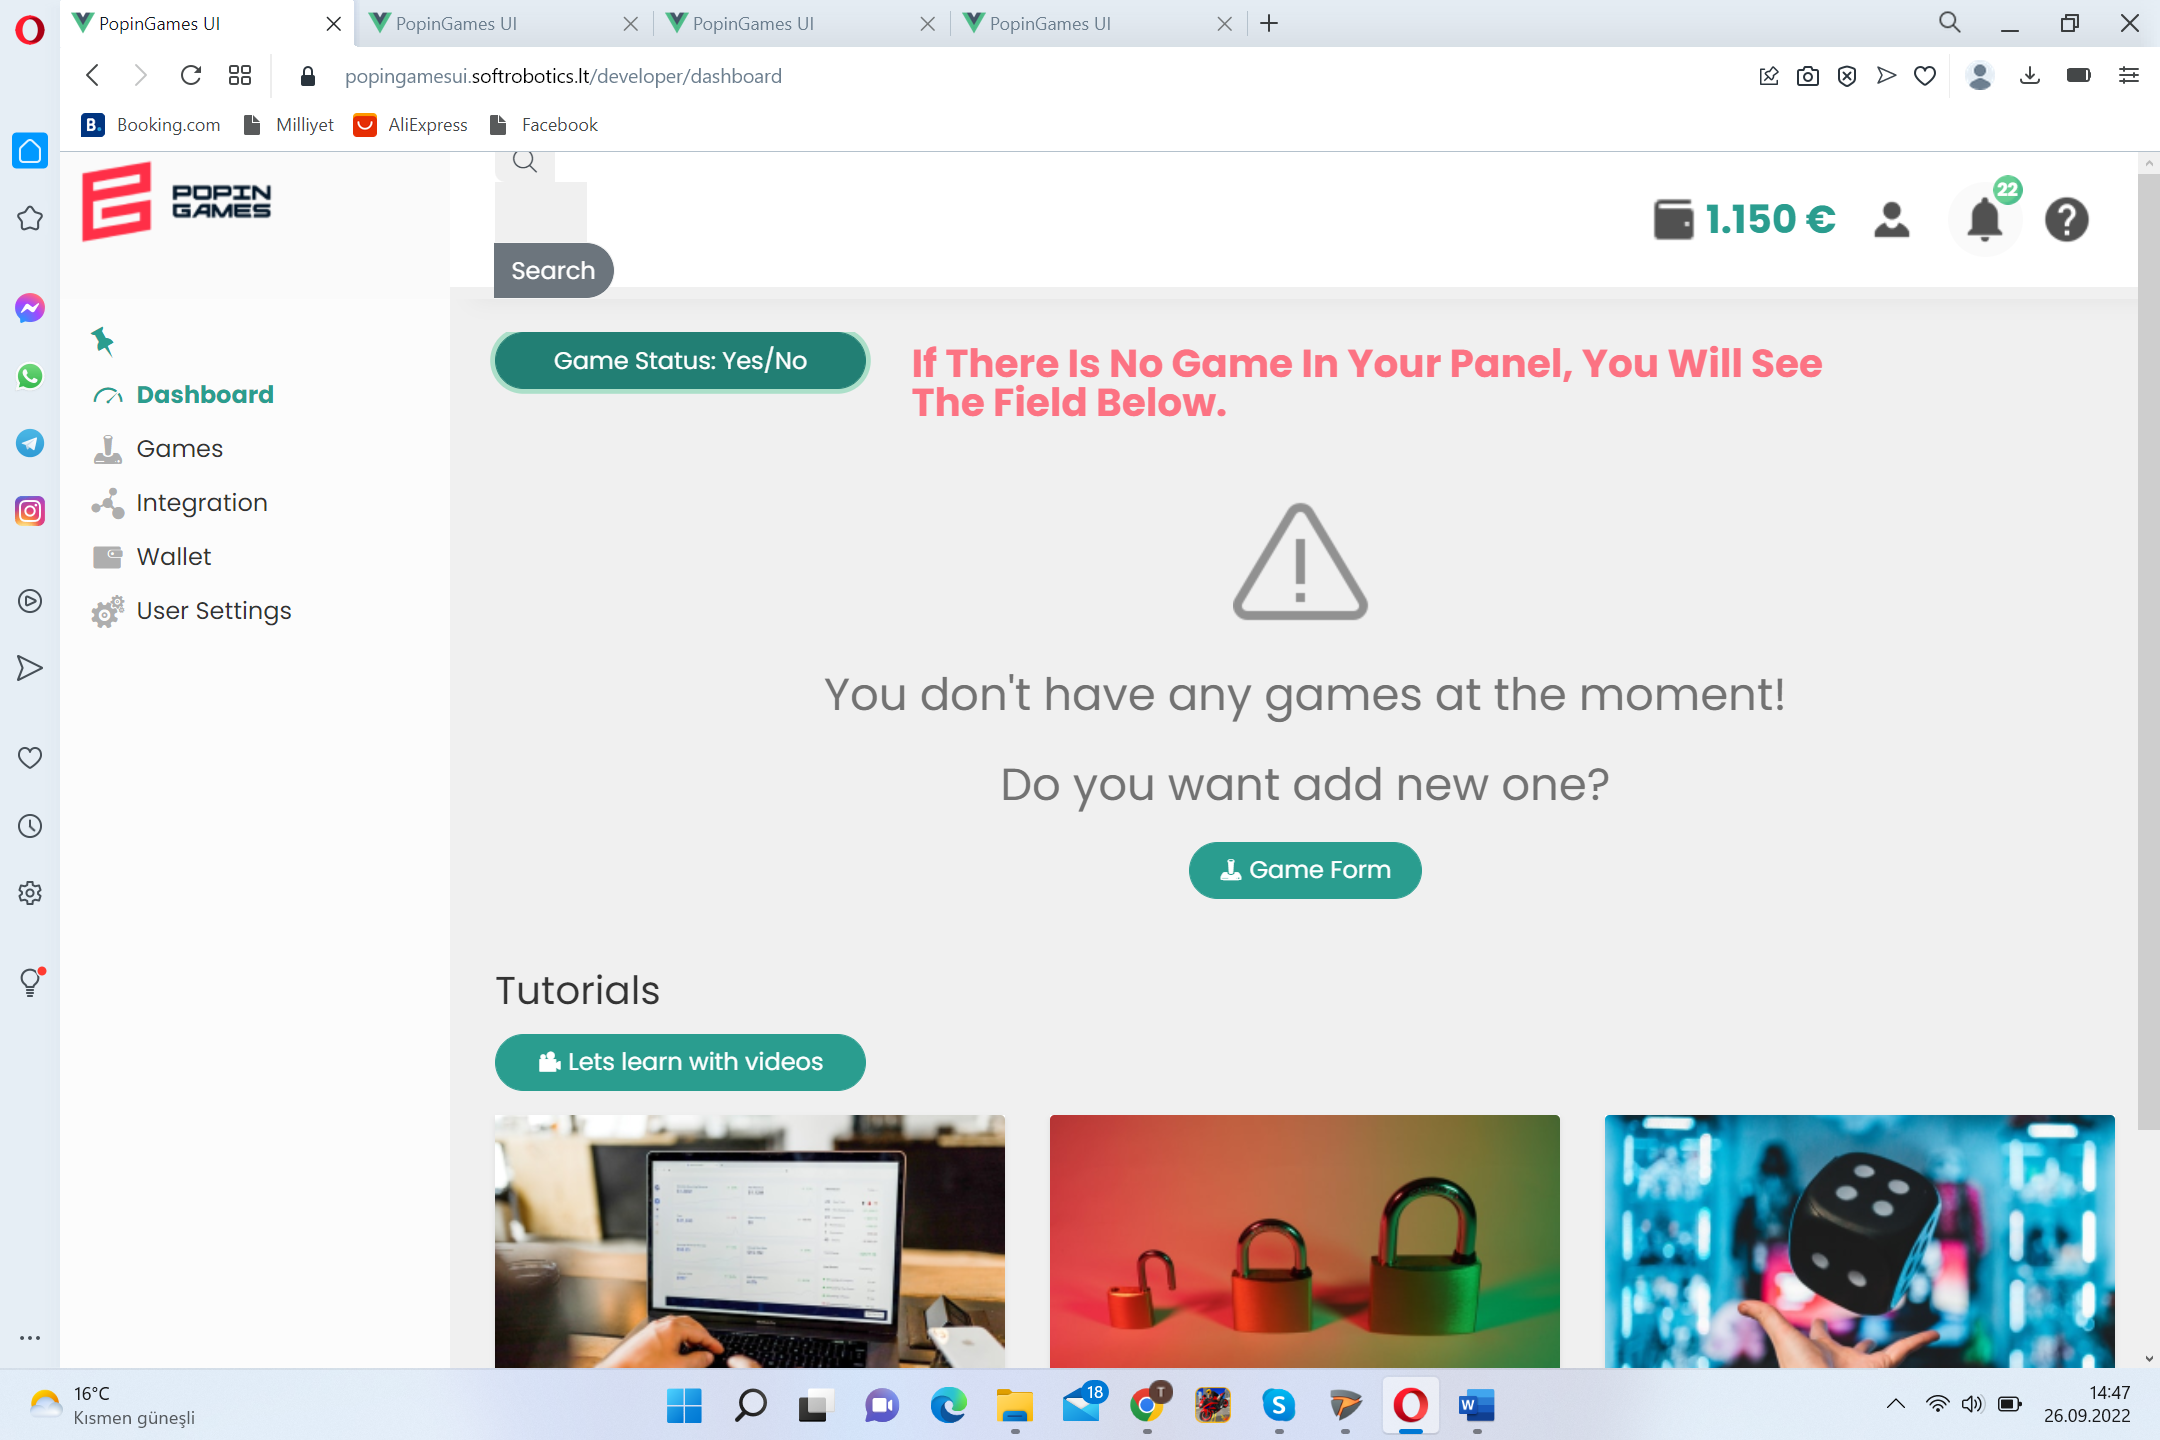 PopinGames UI
PopinGames UI
PopinGames UI
PopinGames UI
popingamesui.softrobotics.lt/developer/dashboard
Booking.com
Milliyet
AliExpress
Facebook
POPIN
GAMES
Search
1.150 €
22
Game Status: Yes/No
If There Is No Game In Your Panel, You Will See
The Field Below.
Dashboard
Games
Integration
Wallet
User Settings
You don't have any games at the moment!
Do you want add new one?
Game Form
Tutorials
Lets learn with videos
16°C
Kısmen güneşli
18
T
14:47
26.09.2022